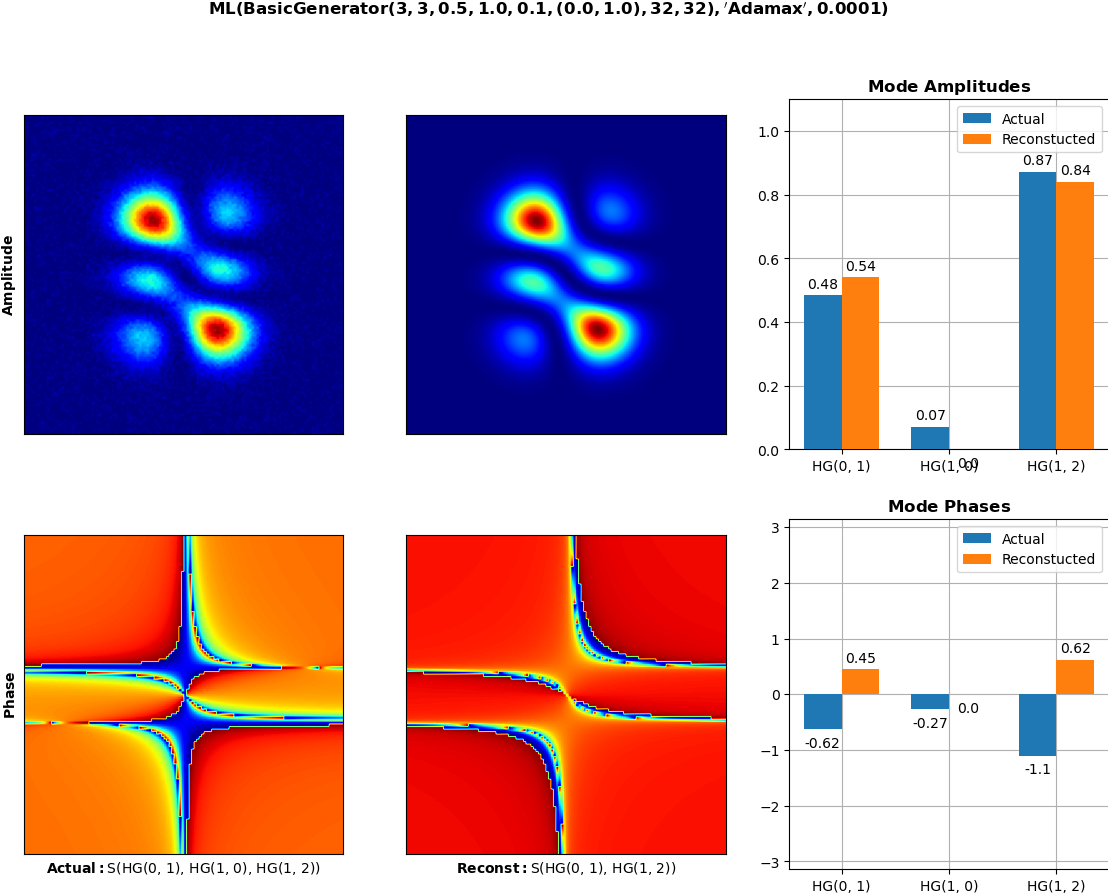 ML(BasicGenerator(3, 3, 0.5, 1.0, 0.1, (0.0, 1.0), 32, 32), ′Adamax′, 0.0001)
Amplitude
Mode Amplitudes
Actual
Reconstucted
1.0
0.8
0.6
0.4
0.2
0.0
0.48
0.54
0.07
0.0
0.87
0.84
HG(0, 1)
HG(1, 0)
HG(1, 2)
Phase
Actual: S(HG(0, 1), HG(1, 0), HG(1, 2))
Reconst: S(HG(0, 1), HG(1, 2))
Mode Phases
Actual
Reconstucted
3
2
1
0
−1
−2
−3
-0.62
0.45
-0.27
0.0
-1.1
0.62
HG(0, 1)
HG(1, 0)
HG(1, 2)